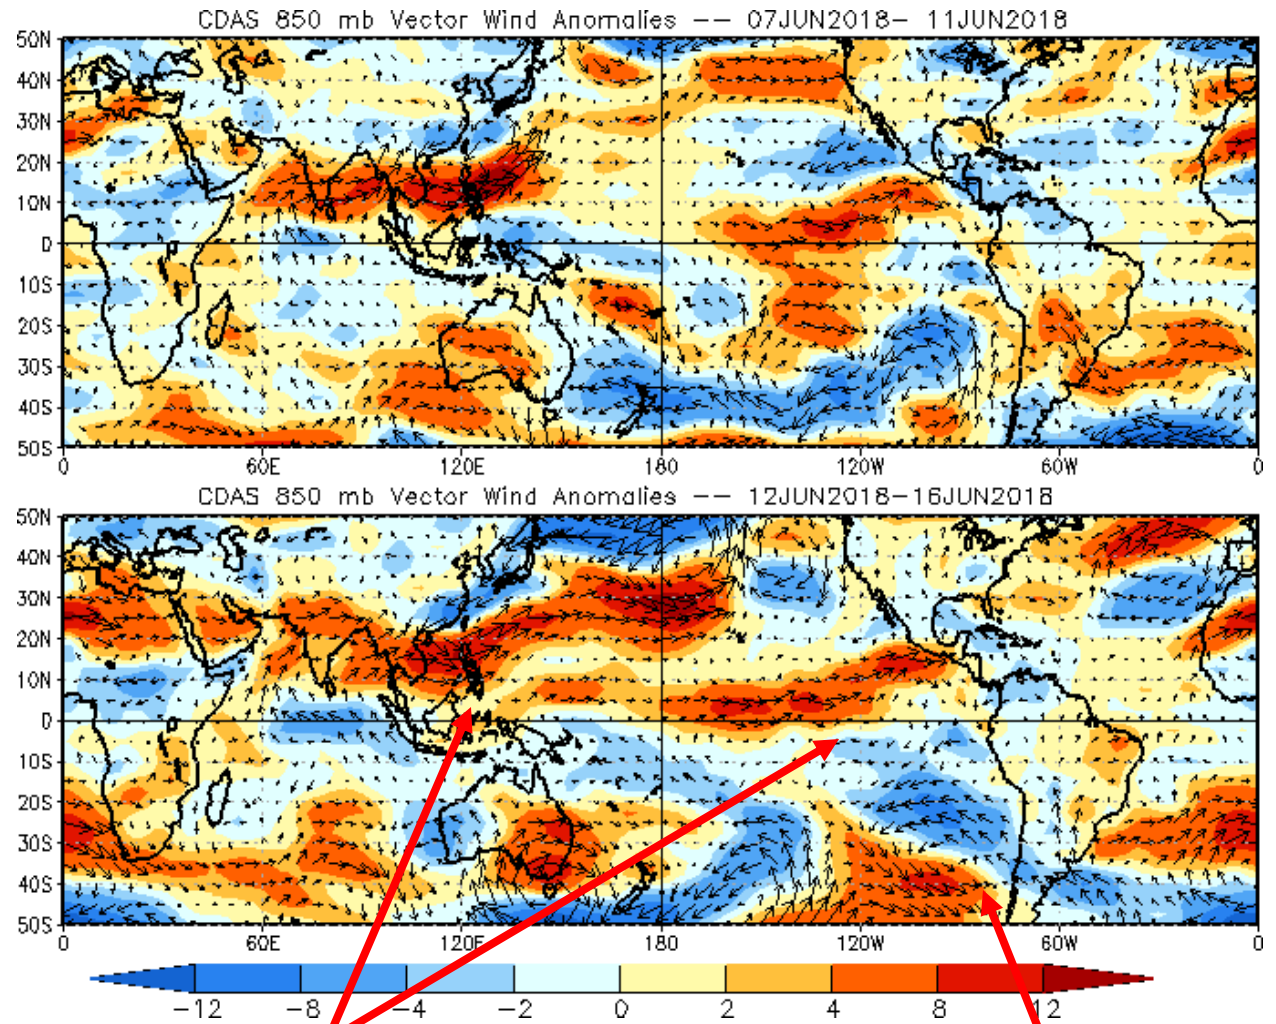 CDAS 850 mb Vector Wind Anomalies -- 07JUN2018- 11JUN2018
50N
40N
30N
20N
10N
0
10S
20S
30S
40S
50S
0 60E 120E 180 120W 60W 0
CDAS 850 mb Vector Wind Anomalies -- 12JUN2018-16JUN2018
50N
40N
30N
20N
10N
0
10S
20S
30S
40S
50S
0 60E 120E 180 120W 60W 0
-12 -8 -4 -2 0 2 4 8 12